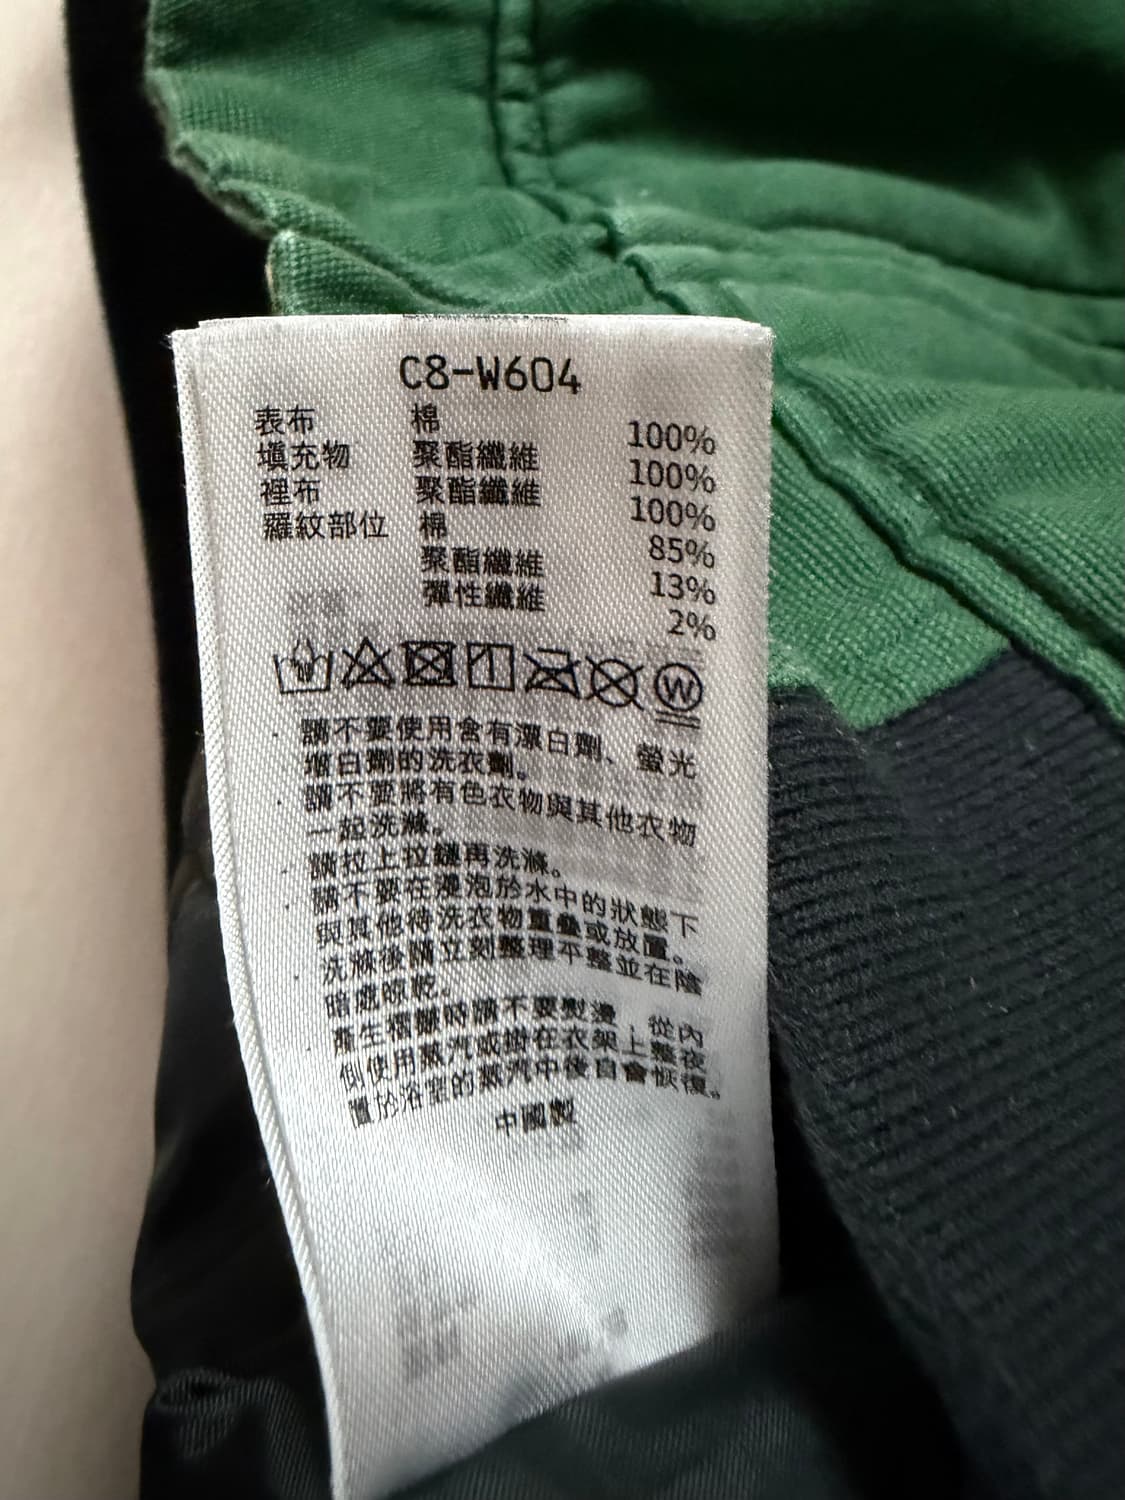 C8-W604
表布 棉 100%
填充物 聚酯纖維 100%
裡布 聚酯纖維 100%
羅紋部位 棉 85%
聚酯纖維 13%
彈性纖維 2%
W
請不要使用含有漂白劑、螢光
增白劑的洗衣劑。
請不要將有色衣物與其他衣物
一起洗滌。
請拉上拉鏈再洗滌。
請不要在浸泡於水中的狀態下
與其他待洗衣物重疊或放置。
洗滌後請立刻整理平整並在陰
暗處晾乾。
產生褶皺時請不要熨燙,從內
側使用蒸汽或掛在衣架上整夜
置於浴室的蒸汽中後自會恢復。
中國製